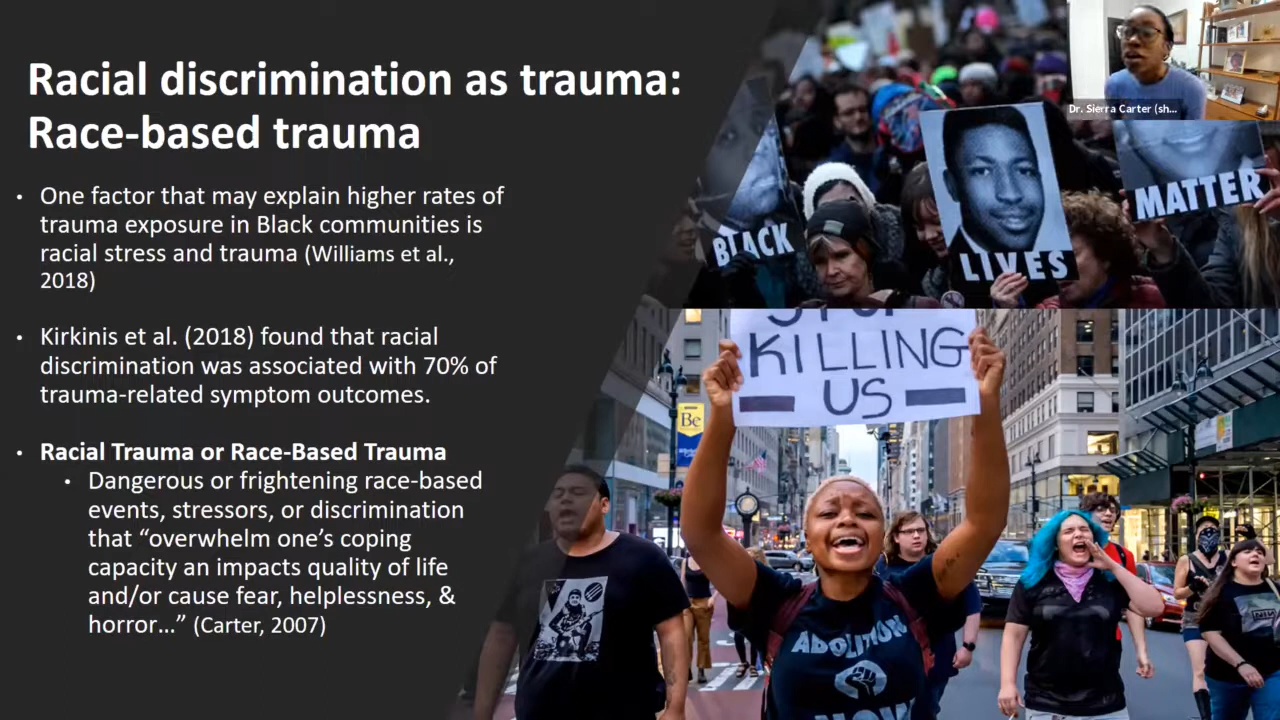 Racial discrimination as trauma:
Race-based trauma
• One factor that may explain higher rates of
trauma exposure in Black communities is
racial stress and trauma (Williams et al.,
2018)
• Kirkinis et al. (2018) found that racial
discrimination was associated with 70% of
trauma-related symptom outcomes.
• Racial Trauma or Race-Based Trauma
• Dangerous or frightening race-based
events, stressors, or discrimination
that “overwhelm one’s coping
capacity an impacts quality of life
and/or cause fear, helplessness, &
horror…” (Carter, 2007)
Dr. Sierra Carter (sh...
BLACK
LIVES
MATTER
KILLING
US
Be
ABOLITION
NOW
NIN